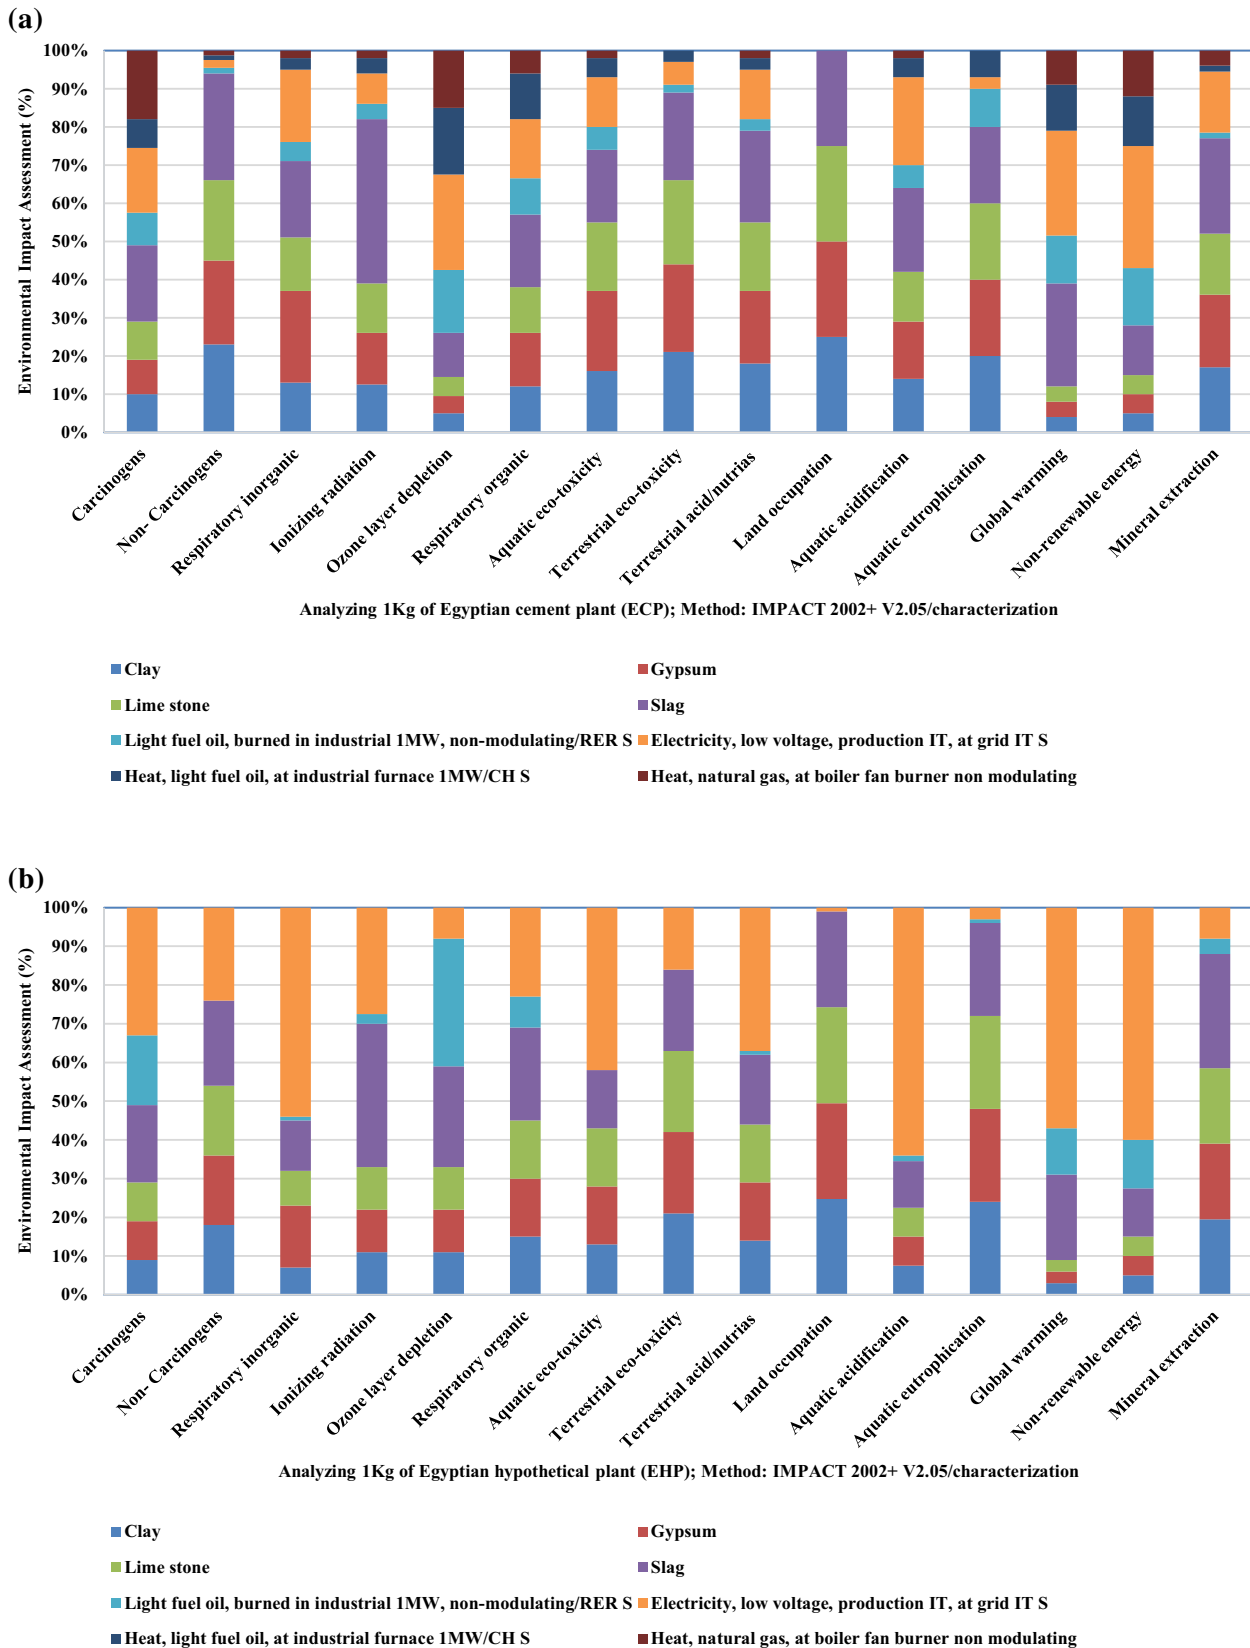 (a)
100%
90%
80%
70%
60%
50%
40%
30%
20%
10%
0%
Environmental Impact Assessment (%)
Carcinogens
Non- Carcinogens
Respiratory inorganic
Ionizing radiation
Ozone layer depletion
Respiratory organic
Aquatic eco-toxicity
Terrestrial eco-toxicity
Terrestrial acid/nutrias
Land occupation
Aquatic acidification
Aquatic eutrophication
Global warming
Non-renewable energy
Mineral extraction
Analyzing 1Kg of Egyptian cement plant (ECP); Method: IMPACT 2002+ V2.05/characterization
Clay
Gypsum
Lime stone
Slag
Light fuel oil, burned in industrial 1MW, non-modulating/RER S
Electricity, low voltage, production IT, at grid IT S
Heat, light fuel oil, at industrial furnace 1MW/CH S
Heat, natural gas, at boiler fan burner non modulating
(b)
100%
90%
80%
70%
60%
50%
40%
30%
20%
10%
0%
Environmental Impact Assessment (%)
Carcinogens
Non- Carcinogens
Respiratory inorganic
Ionizing radiation
Ozone layer depletion
Respiratory organic
Aquatic eco-toxicity
Terrestrial eco-toxicity
Terrestrial acid/nutrias
Land occupation
Aquatic acidification
Aquatic eutrophication
Global warming
Non-renewable energy
Mineral extraction
Analyzing 1Kg of Egyptian hypothetical plant (EHP); Method: IMPACT 2002+ V2.05/characterization
Clay
Gypsum
Lime stone
Slag
Light fuel oil, burned in industrial 1MW, non-modulating/RER S
Electricity, low voltage, production IT, at grid IT S
Heat, light fuel oil, at industrial furnace 1MW/CH S
Heat, natural gas, at boiler fan burner non modulating